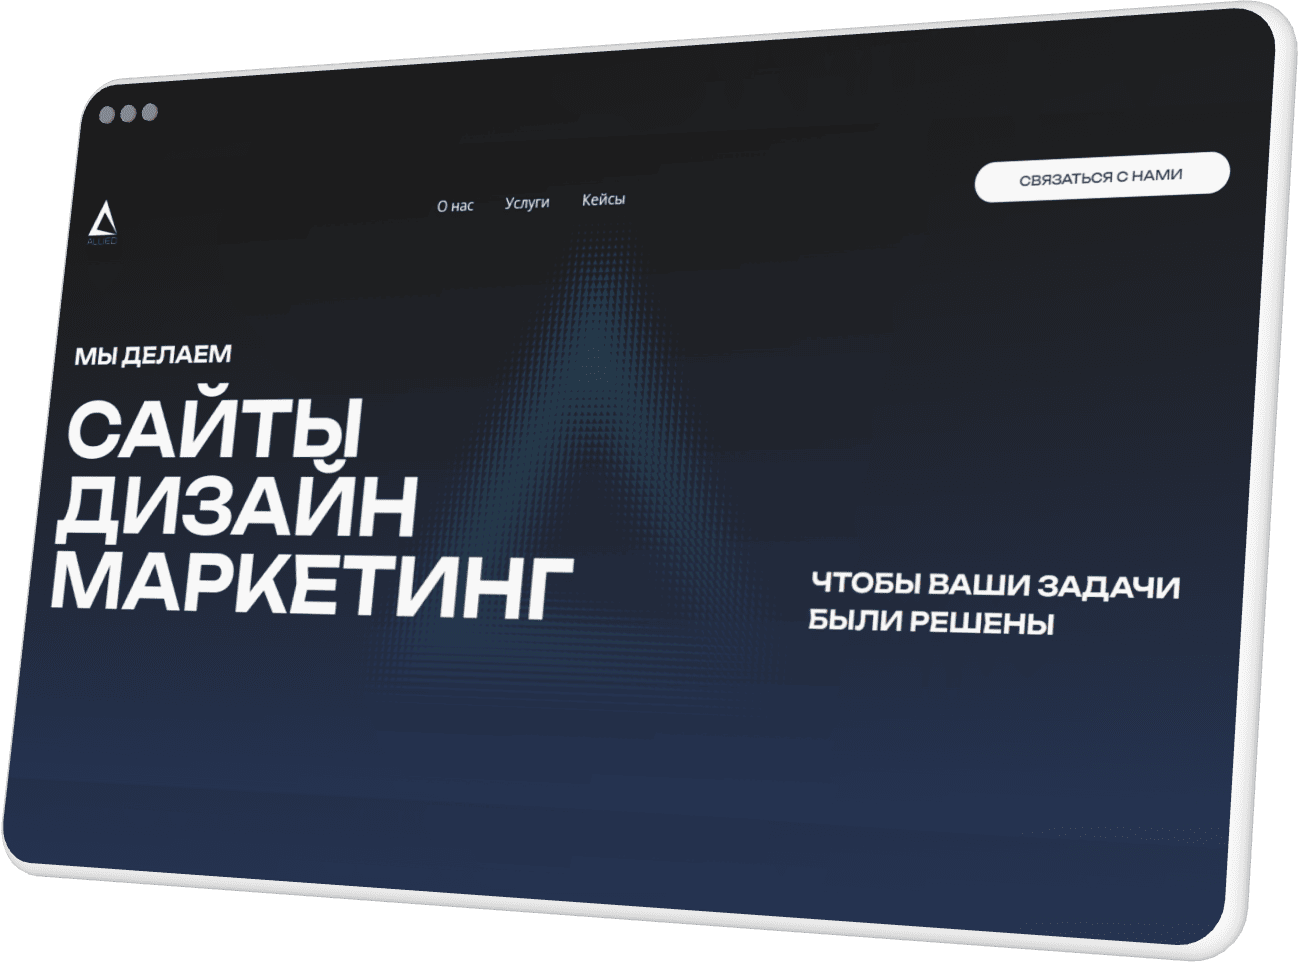 СВЯЗАТЬСЯ С НАМИ
О нас Услуги Кейсы
ALLIED
МЫ ДЕЛАЕМ
САЙТЫ
ДИЗАЙН
МАРКЕТИНГ
ЧТОБЫ ВАШИ ЗАДАЧИ
БЫЛИ РЕШЕНЫ